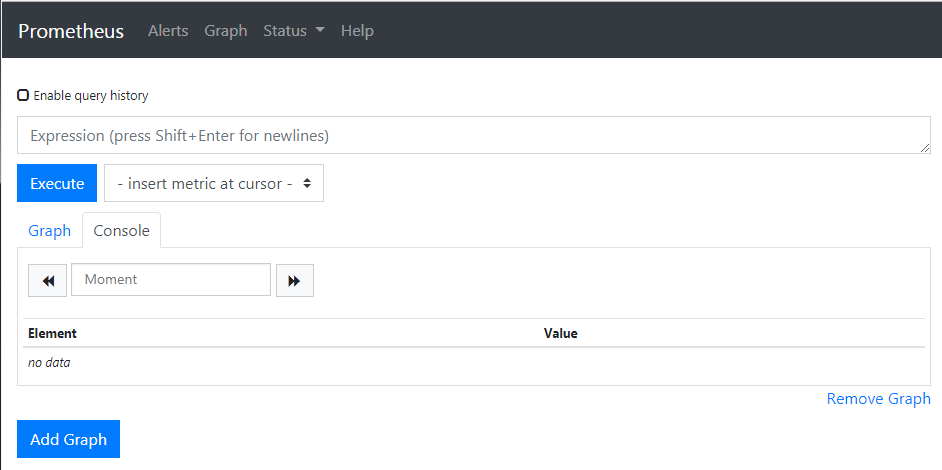 Prometheus Alerts Graph Status Help
Enable query history
Expression (press Shift+Enter for newlines)
Execute - insert metric at cursor -
Graph Console
Moment
Element Value
no data
Remove Graph
Add Graph